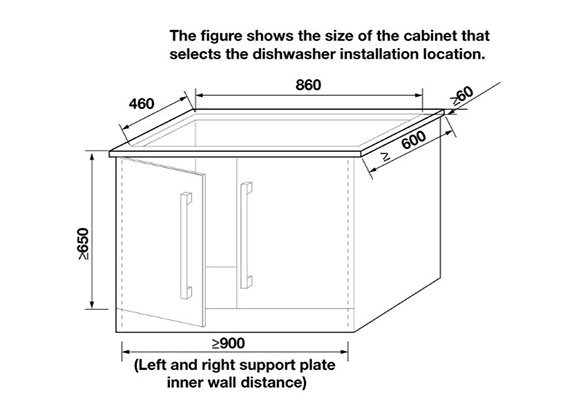 The figure shows the size of the cabinet that
selects the dishwasher installation location.
860
460
≥60
≥ 600
≥650
≥900
(Left and right support plate
inner wall distance)